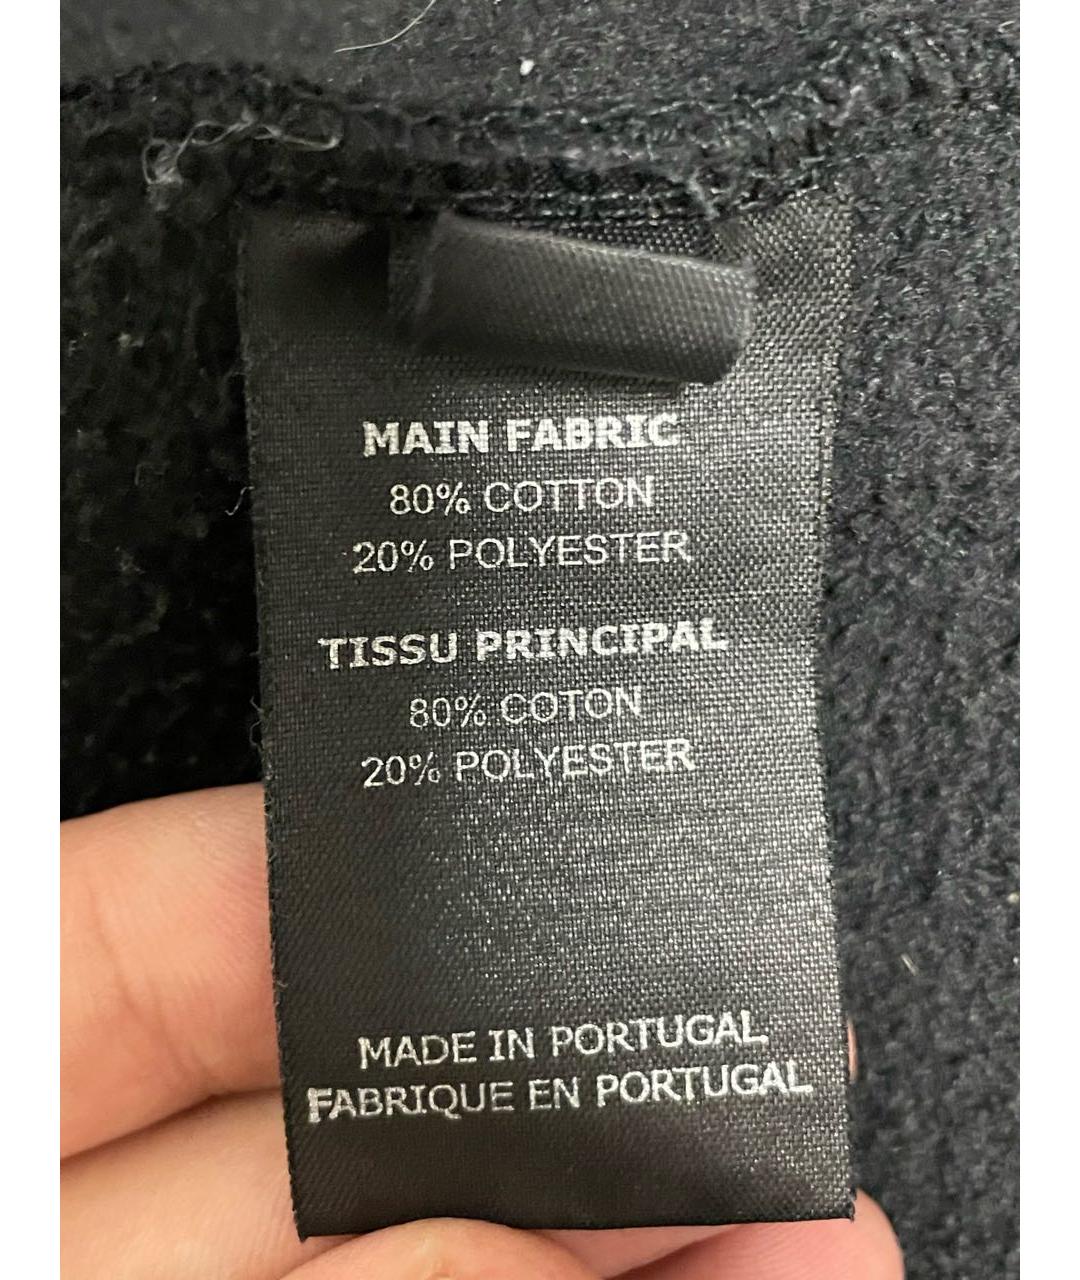 MAIN FABRIC
80% COTTON
20% POLYESTER
TISSU PRINCIPAL
80% COTON
20% POLYESTER
MADE IN PORTUGAL
FABRIQUE EN PORTUGAL